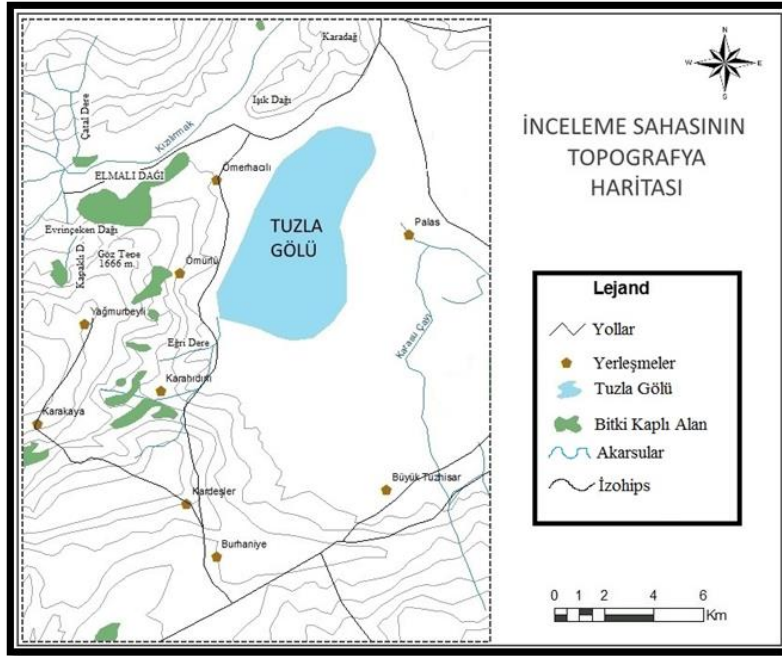 Karadağ
Işık Dağı
Çatal Dere
Kızılırmak
ELMALI DAĞI
Ömerhacılı
Evrinçeken Dağı
Palas
TUZLA
GÖLÜ
Kapaklı D.
Göz Tepe
1666 m.
Ömürlü
Yağmurbeyli
Eğri Dere
Karahıdırlı
Karakaya
Büyük Tuzhisar
Kardeşler
Burhaniye
N
W
E
S
İNCELEME SAHASININ
TOPOGRAFYA
HARİTASI
Lejand
Yollar
Yerleşmeler
Tuzla Gölü
Bitki Kaplı Alan
Akarsular
İzohips
0 1 2 4 6
Km